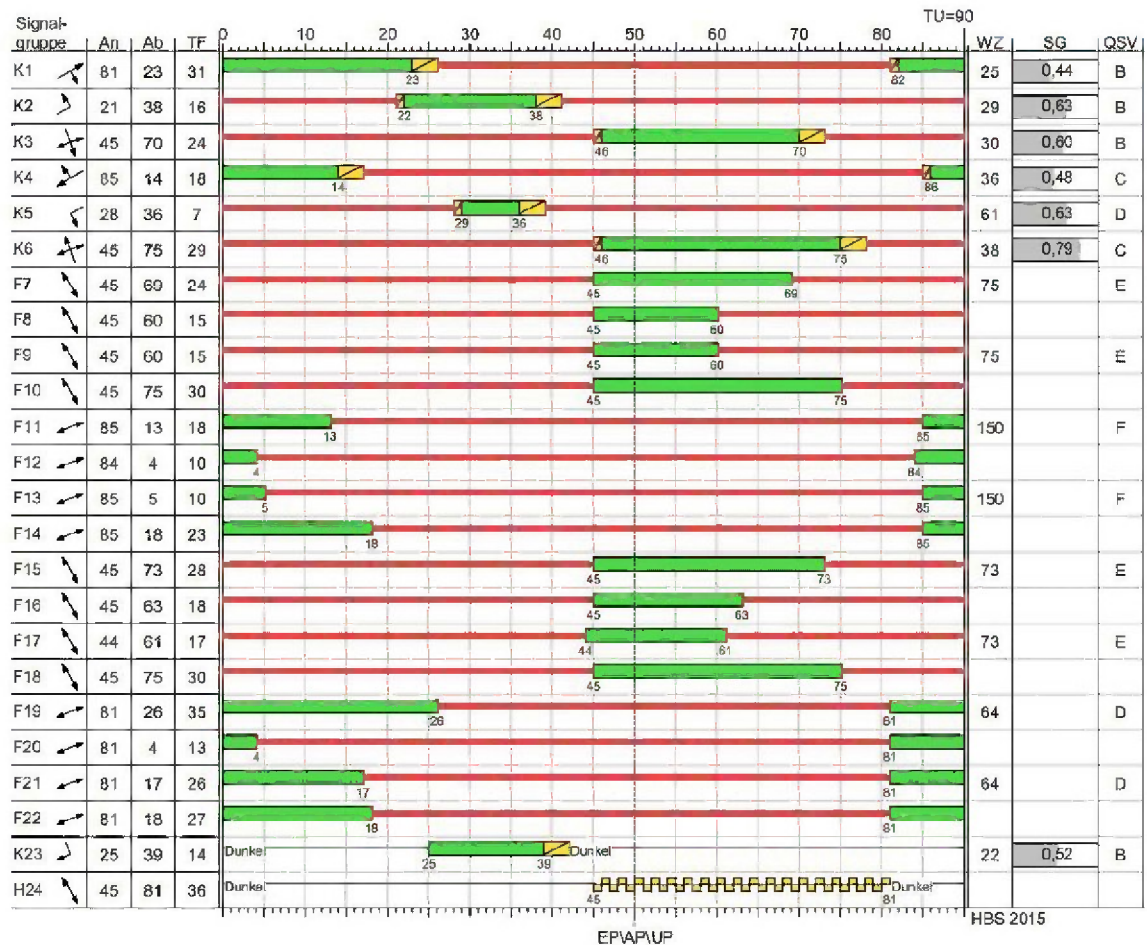 TU=90
Signal-
gruppe An Ab TF 0 10 20 30 40 50 60 70 80 WZ SG QSV
K1 81 23 31 23 82 25 0,44 B
K2 21 38 16 22 38 29 0,63 B
K3 45 70 24 46 70 30 0,60 B
K4 85 14 18 14 86 36 0,48 C
K5 28 36 7 29 36 61 0,63 D
K6 45 75 29 46 75 38 0,79 C
F7 45 69 24 45 69 75 E
F8 45 60 15 45 60
F9 45 60 15 45 60 75 E
F10 45 75 30 45 75
F11 85 13 18 13 85 150 F
F12 84 4 10 4 84
F13 85 5 10 5 85 150 F
F14 85 18 23 18 85
F15 45 73 28 45 73 73 E
F16 45 63 18 45 63
F17 44 61 17 44 61 73 E
F18 45 75 30 45 75
F19 81 26 35 26 81 64 D
F20 81 4 13 4 81
F21 81 17 26 17 81 64 D
F22 81 18 27 18 81
K23 25 39 14 Dunkel 25 39 Dunkel 22 0,52 B
H24 45 81 36 Dunkel 45 81 Dunkel
0 10 20 30 40 50 60 70 80
HBS 2015
EP\AP\UP